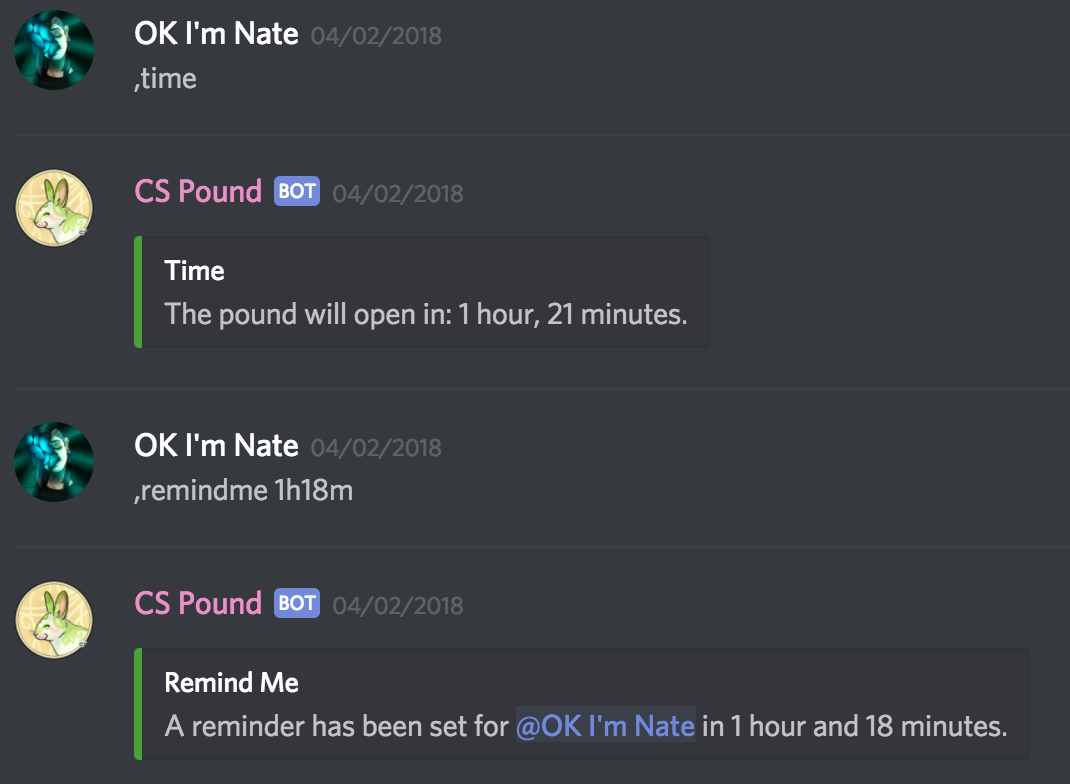 OK I'm Nate 04/02/2018
,time
CS Pound BOT 04/02/2018
Time
The pound will open in: 1 hour, 21 minutes.
OK I'm Nate 04/02/2018
,remindme 1h18m
CS Pound BOT 04/02/2018
Remind Me
A reminder has been set for @OK I'm Nate in 1 hour and 18 minutes.